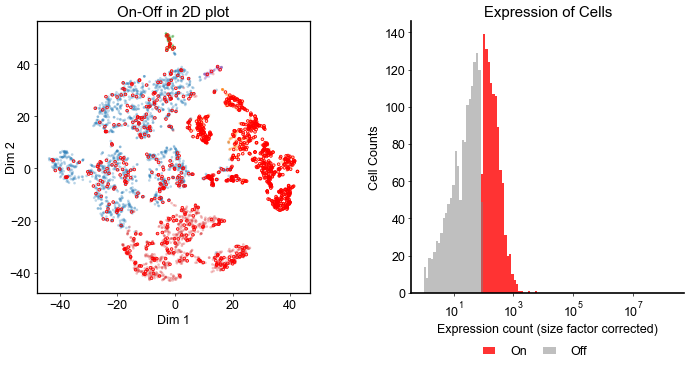 On-Off in 2D plot
40
20
0
−20
−40
Dim 2
−40 −20 0 20 40
Dim 1
Expression of Cells
140
120
100
80
60
40
20
0
Cell Counts
10^1 10^3 10^5 10^7
Expression count (size factor corrected)
On Off